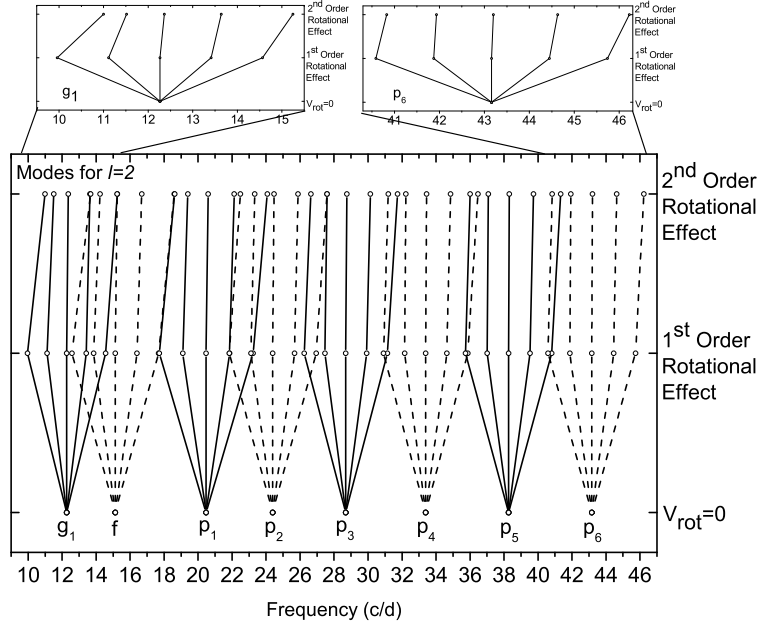 2nd Order
Rotational
Effect
1st Order
Rotational
Effect
Vrot=0
g1
10 11 12 13 14 15
2nd Order
Rotational
Effect
1st Order
Rotational
Effect
Vrot=0
p6
41 42 43 44 45 46
Modes for l=2
2nd Order
Rotational
Effect
1st Order
Rotational
Effect
Vrot=0
g1 f p1 p2 p3 p4 p5 p6
10 12 14 16 18 20 22 24 26 28 30 32 34 36 38 40 42 44 46
Frequency (c/d)